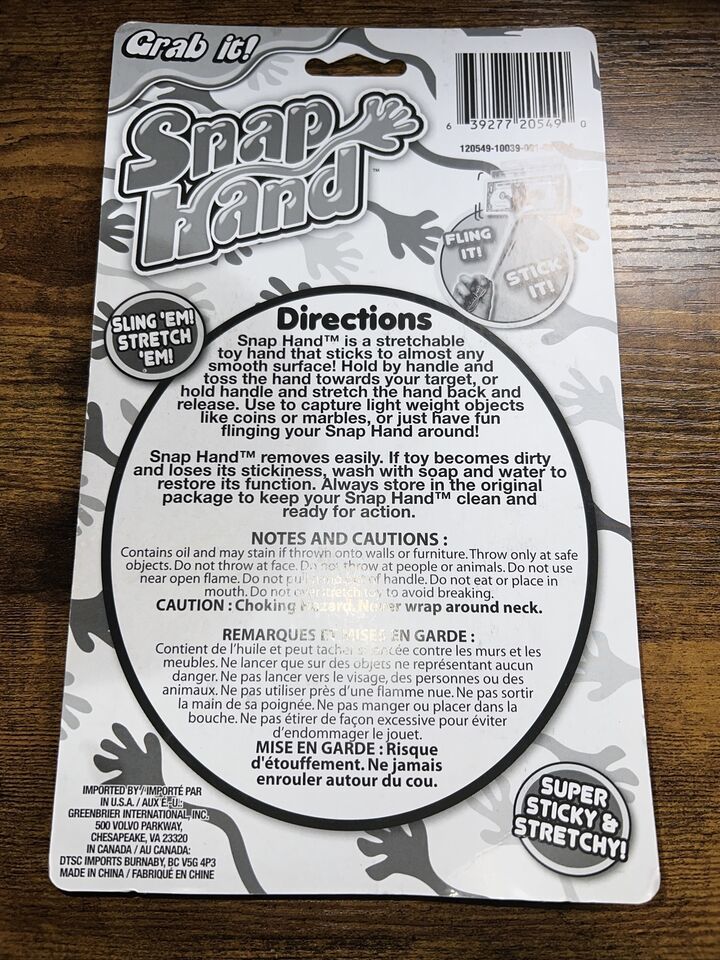 Grab it!
Snap
Hand™
6 39277 20549 0
120549-10039-001-
FLING
IT!
STICK
IT!
SLING 'EM!
STRETCH
'EM!
Directions
Snap Hand™ is a stretchable
toy hand that sticks to almost any
smooth surface! Hold by handle and
toss the hand towards your target, or
hold handle and stretch the hand back and
release. Use to capture light weight objects
like coins or marbles, or just have fun
flinging your Snap Hand around!
Snap Hand™ removes easily. If toy becomes dirty
and loses its stickiness, wash with soap and water to
restore its function. Always store in the original
package to keep your Snap Hand™ clean and
ready for action.
NOTES AND CAUTIONS :
Contains oil and may stain if thrown onto walls or furniture. Throw only at safe
objects. Do not throw at face. Do not throw at people or animals. Do not use
near open flame. Do not pull of handle. Do not eat or place in
mouth. Do not over stretch toy to avoid breaking.
CAUTION : Choking Hazard. Never wrap around neck.
REMARQUES ET MISES EN GARDE :
Contient de l'huile et peut tacher si lancée contre les murs et les
meubles. Ne lancer que sur des objets ne représentant aucun
danger. Ne pas lancer vers le visage, des personnes ou des
animaux. Ne pas utiliser près d'une flamme nue. Ne pas sortir
la main de sa poignée. Ne pas manger ou placer dans la
bouche. Ne pas étirer de façon excessive pour éviter
d'endommager le jouet.
MISE EN GARDE : Risque
d'étouffement. Ne jamais
enrouler autour du cou.
IMPORTED BY / IMPORTÉ PAR
IN U.S.A. / AUX É.-U.:
GREENBRIER INTERNATIONAL, INC.
500 VOLVO PARKWAY,
CHESAPEAKE, VA 23320
IN CANADA / AU CANADA:
DTSC IMPORTS BURNABY, BC V5G 4P3
MADE IN CHINA / FABRIQUÉ EN CHINE
SUPER
STICKY &
STRETCHY!